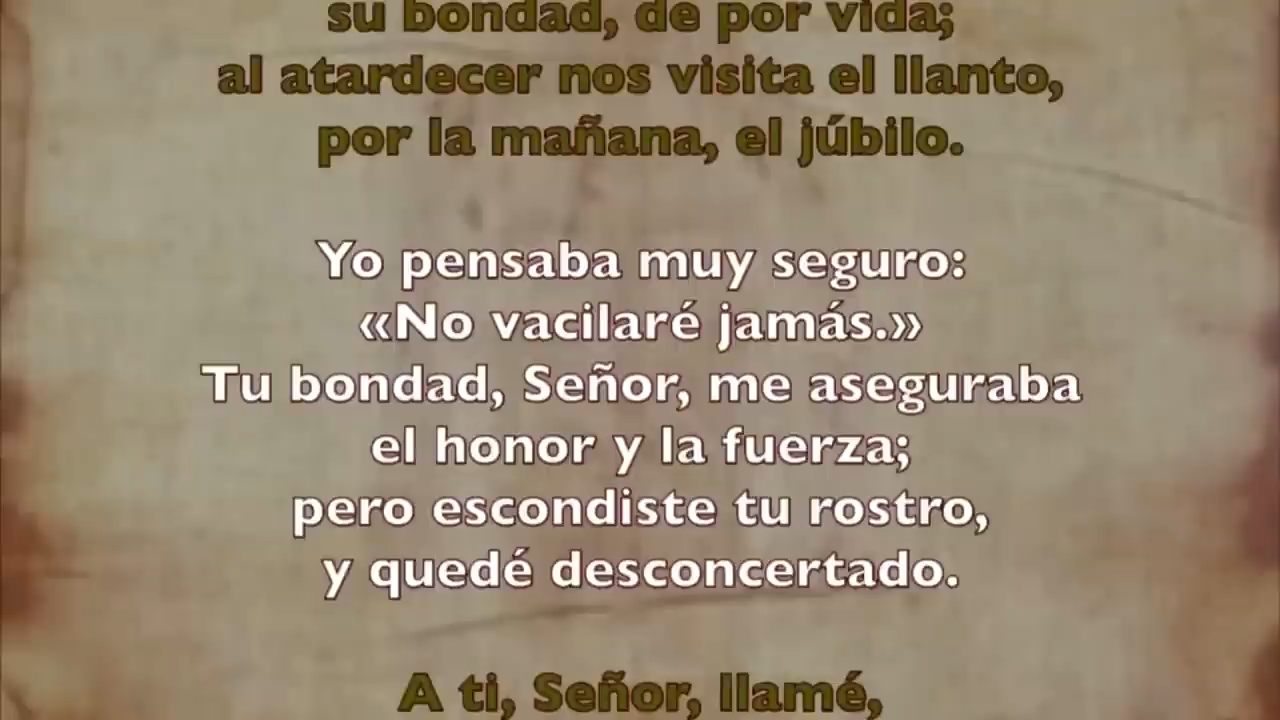 su bondad, de por vida;
al atardecer nos visita el llanto,
por la mañana, el júbilo.
Yo pensaba muy seguro:
«No vacilaré jamás.»
Tu bondad, Señor, me aseguraba
el honor y la fuerza;
pero escondiste tu rostro,
y quedé desconcertado.
A ti, Señor, llamé,